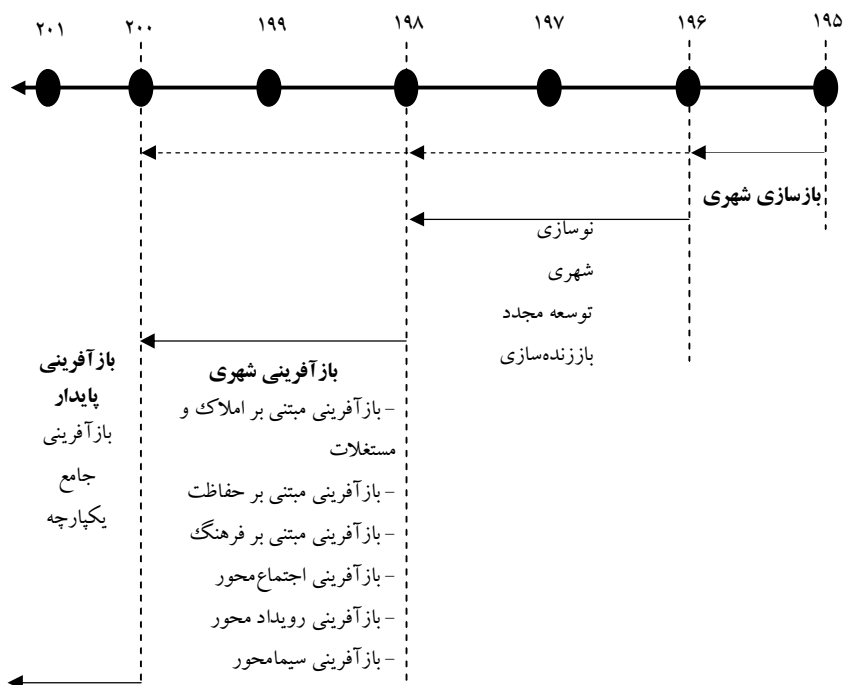 ۱۹۵
۱۹۶
۱۹۷
۱۹۸
۱۹۹
۲۰۰
۲۰۱
بازسازی شهری
نوسازی
شهری
توسعه مجدد
باززنده‌سازی
بازآفرینی شهری
- بازآفرینی مبتنی بر املاک و
مستغلات
- بازآفرینی مبتنی بر حفاظت
- بازآفرینی مبتنی بر فرهنگ
- بازآفرینی اجتماع‌محور
- بازآفرینی رویداد محور
- بازآفرینی سیمامحور
بازآفرینی
پایدار
بازآفرینی
جامع
یکپارچه